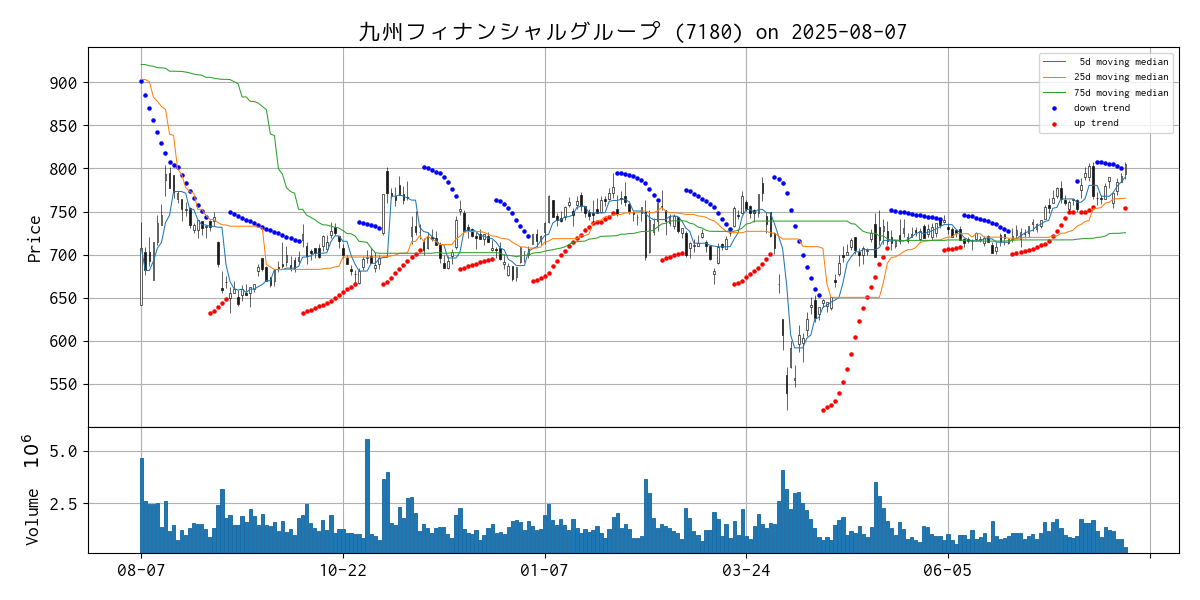 九州フィナンシャルグループ (7180) on 2025-08-07
5d moving median
25d moving median
75d moving median
down trend
up trend
Price
900
850
800
750
700
650
600
550
Volume 10^6
5.0
2.5
08-07
10-22
01-07
03-24
06-05